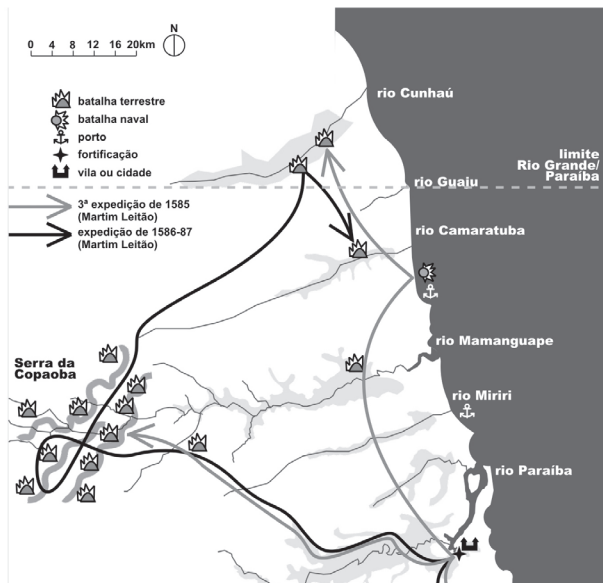 N
0 4 8 12 16 20km
batalha terrestre
batalha naval
porto
fortificação
vila ou cidade
3ª expedição de 1585
(Martim Leitão)
expedição de 1586-87
(Martim Leitão)
rio Cunhaú
limite
Rio Grande/
Paraíba
rio Guaju
rio Camaratuba
rio Mamanguape
Serra da
Copaoba
rio Miriri
rio Paraíba